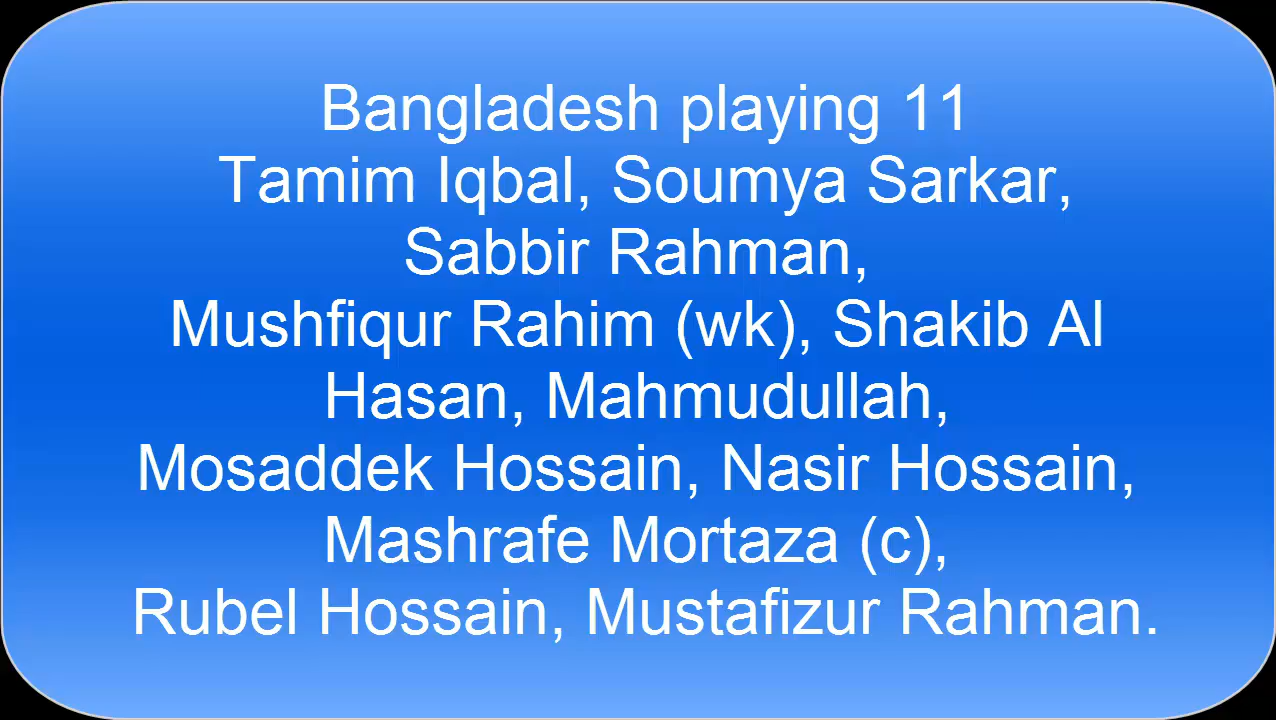 Bangladesh playing 11
Tamim Iqbal, Soumya Sarkar,
Sabbir Rahman,
Mushfiqur Rahim (wk), Shakib Al
Hasan, Mahmudullah,
Mosaddek Hossain, Nasir Hossain,
Mashrafe Mortaza (c),
Rubel Hossain, Mustafizur Rahman.